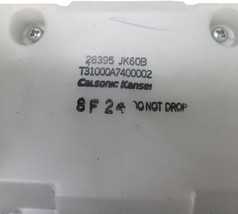 28395 JK60B
T31000A7400002
Calsonic Kansei
8F2 DO NOT DROP